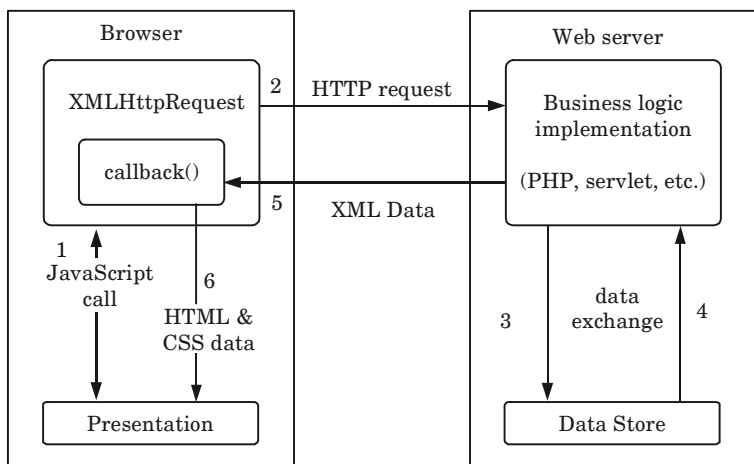 Browser
Web server
XMLHttpRequest
2
HTTP request
Business logic
implementation
(PHP, servlet, etc.)
callback()
5
XML Data
1
JavaScript
call
6
HTML &
CSS data
3
data
exchange
4
Presentation
Data Store